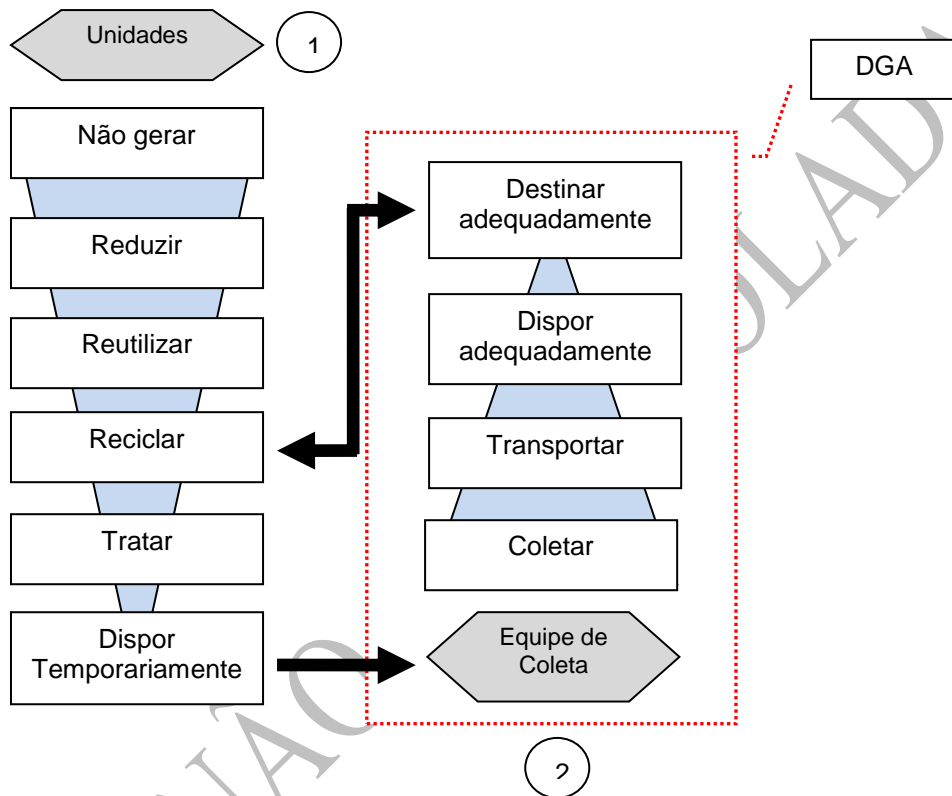 Unidades
1
Não gerar
Reduzir
Reutilizar
Reciclar
Tratar
Dispor
Temporariamente
DGA
Destinar
adequadamente
Dispor
adequadamente
Transportar
Coletar
Equipe de
Coleta
2
NÃO